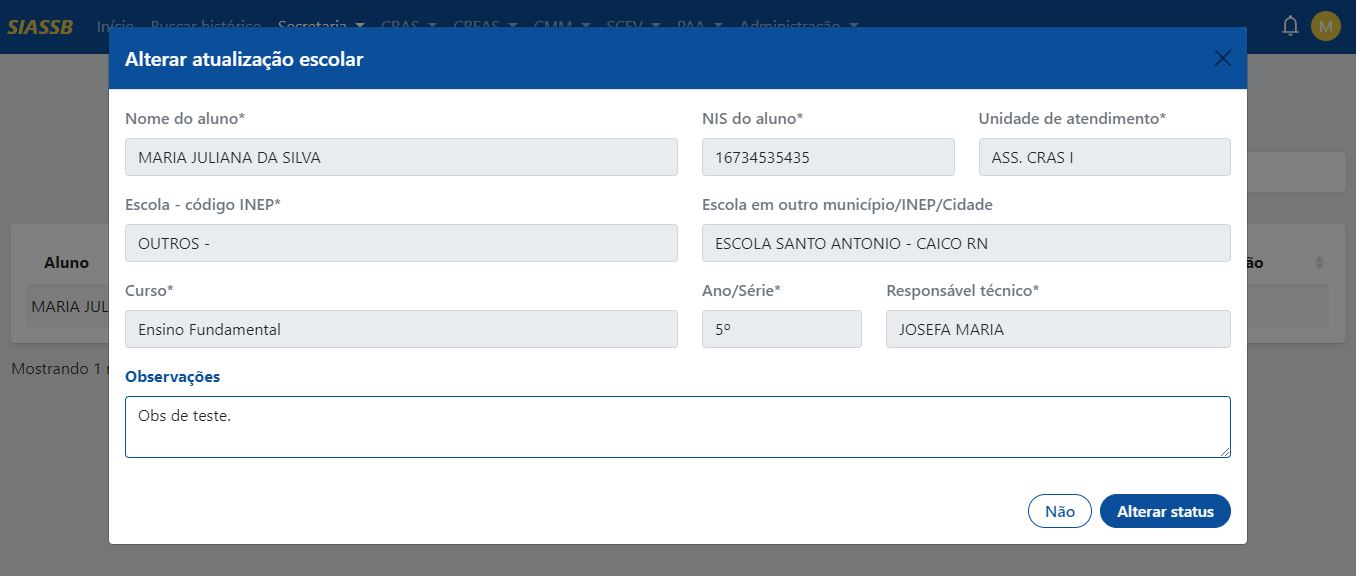 SIASSB Início Buscar histórico Secretaria CRAS CREAS CMM SCFV PAA Administração M
Alterar atualização escolar
Nome do aluno* NIS do aluno* Unidade de atendimento*
MARIA JULIANA DA SILVA 16734535435 ASS. CRAS I
Escola - código INEP* Escola em outro município/INEP/Cidade
OUTROS - ESCOLA SANTO ANTONIO - CAICO RN
Aluno
Curso* Ano/Série* Responsável técnico*
MARIA JUL
Ensino Fundamental 5º JOSEFA MARIA
Mostrando 1
Observações
Obs de teste.
Não Alterar status